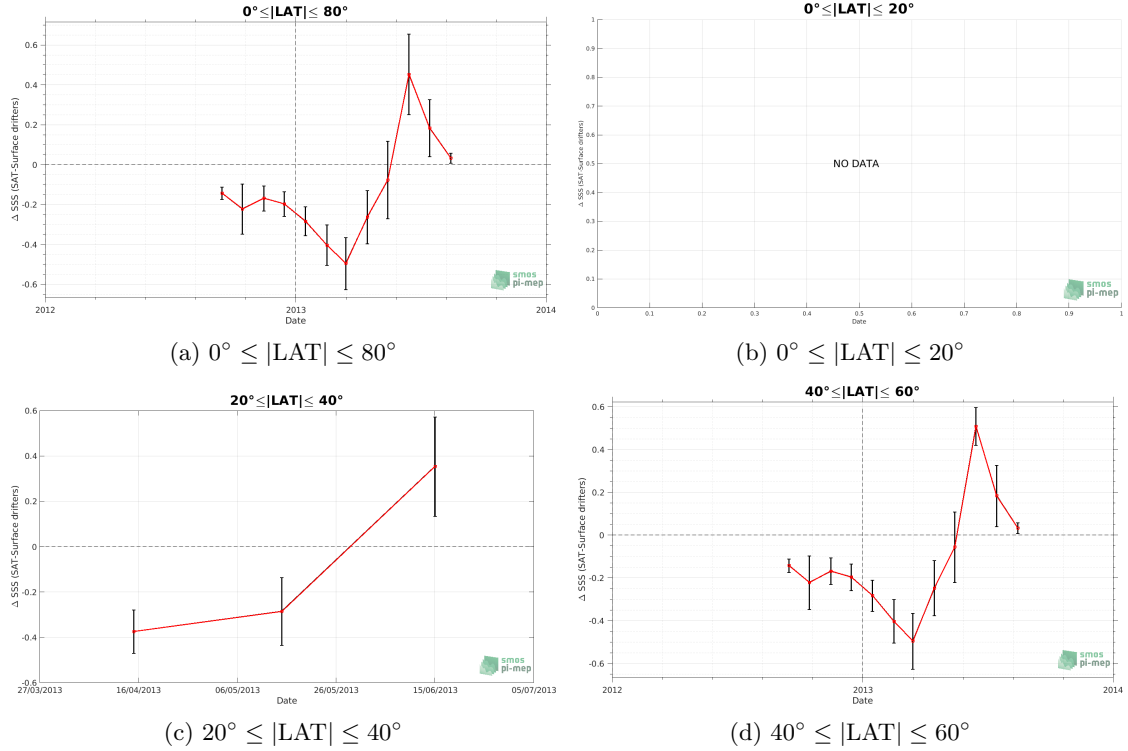 0°≤|LAT|≤ 80°
Δ SSS (SAT-Surface drifters)
0.6
0.4
0.2
0
-0.2
-0.4
-0.6
2012
2013
2014
Date
smos
pi-mep
(a) 0° ≤ |LAT| ≤ 80°
0°≤|LAT|≤ 20°
Δ SSS (SAT-Surface drifters)
1
0.9
0.8
0.7
0.6
0.5
0.4
0.3
0.2
0.1
0
NO DATA
0 0.1 0.2 0.3 0.4 0.5 0.6 0.7 0.8 0.9 1
Date
smos
pi-mep
(b) 0° ≤ |LAT| ≤ 20°
20°≤|LAT|≤ 40°
Δ SSS (SAT-Surface drifters)
0.6
0.4
0.2
0
-0.2
-0.4
-0.6
27/03/2013 16/04/2013 06/05/2013 26/05/2013 15/06/2013 05/07/2013
Date
smos
pi-mep
(c) 20° ≤ |LAT| ≤ 40°
40°≤|LAT|≤ 60°
Δ SSS (SAT-Surface drifters)
0.6
0.4
0.2
0
-0.2
-0.4
-0.6
2012
2013
2014
Date
smos
pi-mep
(d) 40° ≤ |LAT| ≤ 60°